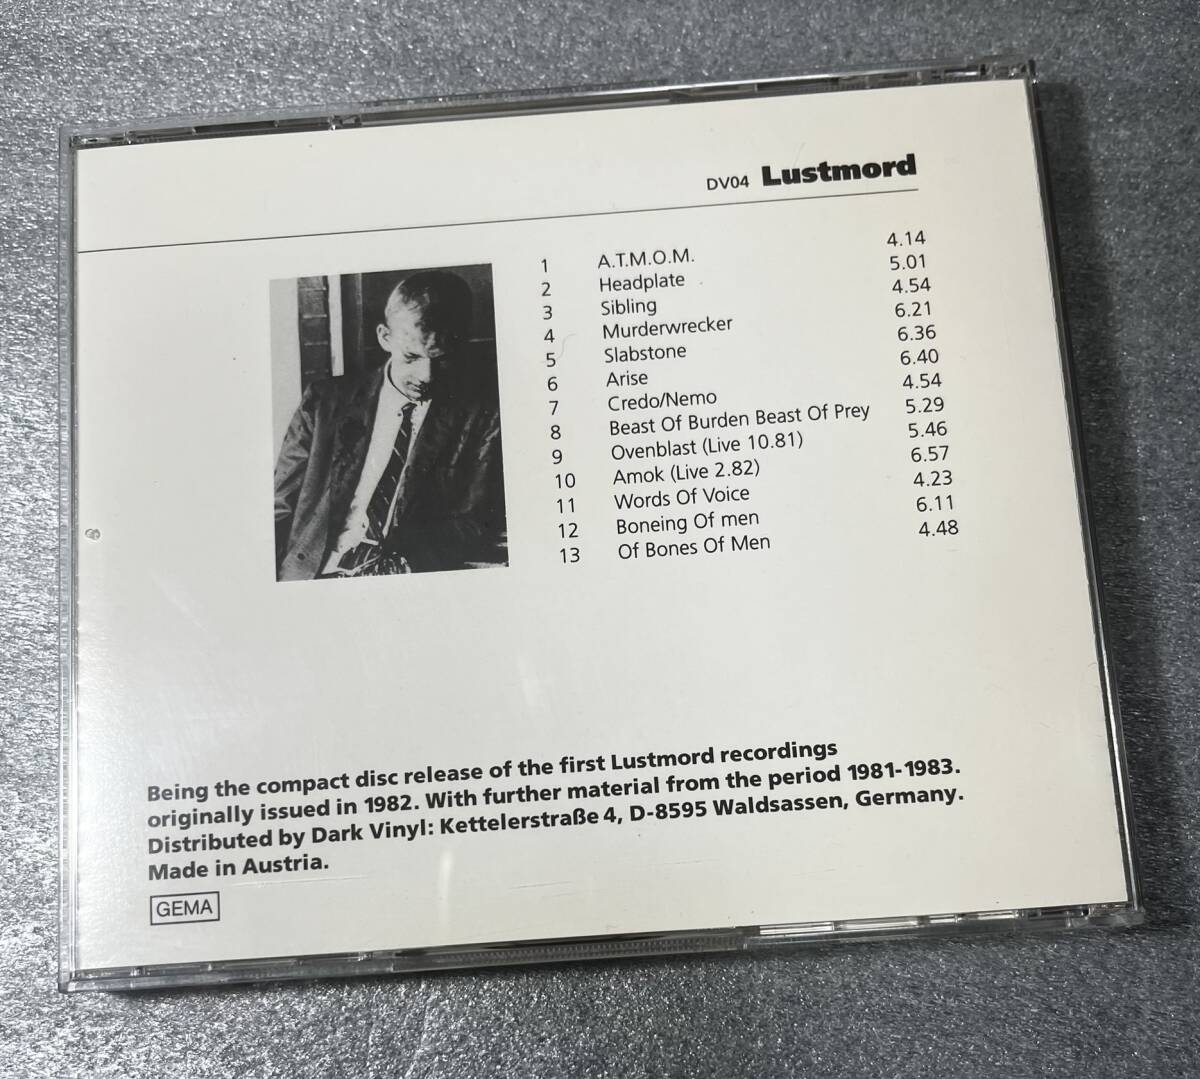 DV04 Lustmord
1 A.T.M.O.M. 4.14
2 Headplate 5.01
3 Sibling 4.54
4 Murderwrecker 6.21
5 Slabstone 6.36
6 Arise 6.40
7 Credo/Nemo 4.54
8 Beast Of Burden Beast Of Prey 5.29
9 Ovenblast (Live 10.81) 5.46
10 Amok (Live 2.82) 6.57
11 Words Of Voice 4.23
12 Boneing Of men 6.11
13 Of Bones Of Men 4.48
Being the compact disc release of the first Lustmord recordings
originally issued in 1982. With further material from the period 1981-1983.
Distributed by Dark Vinyl: Kettelerstraße 4, D-8595 Waldsassen, Germany.
Made in Austria.
GEMA